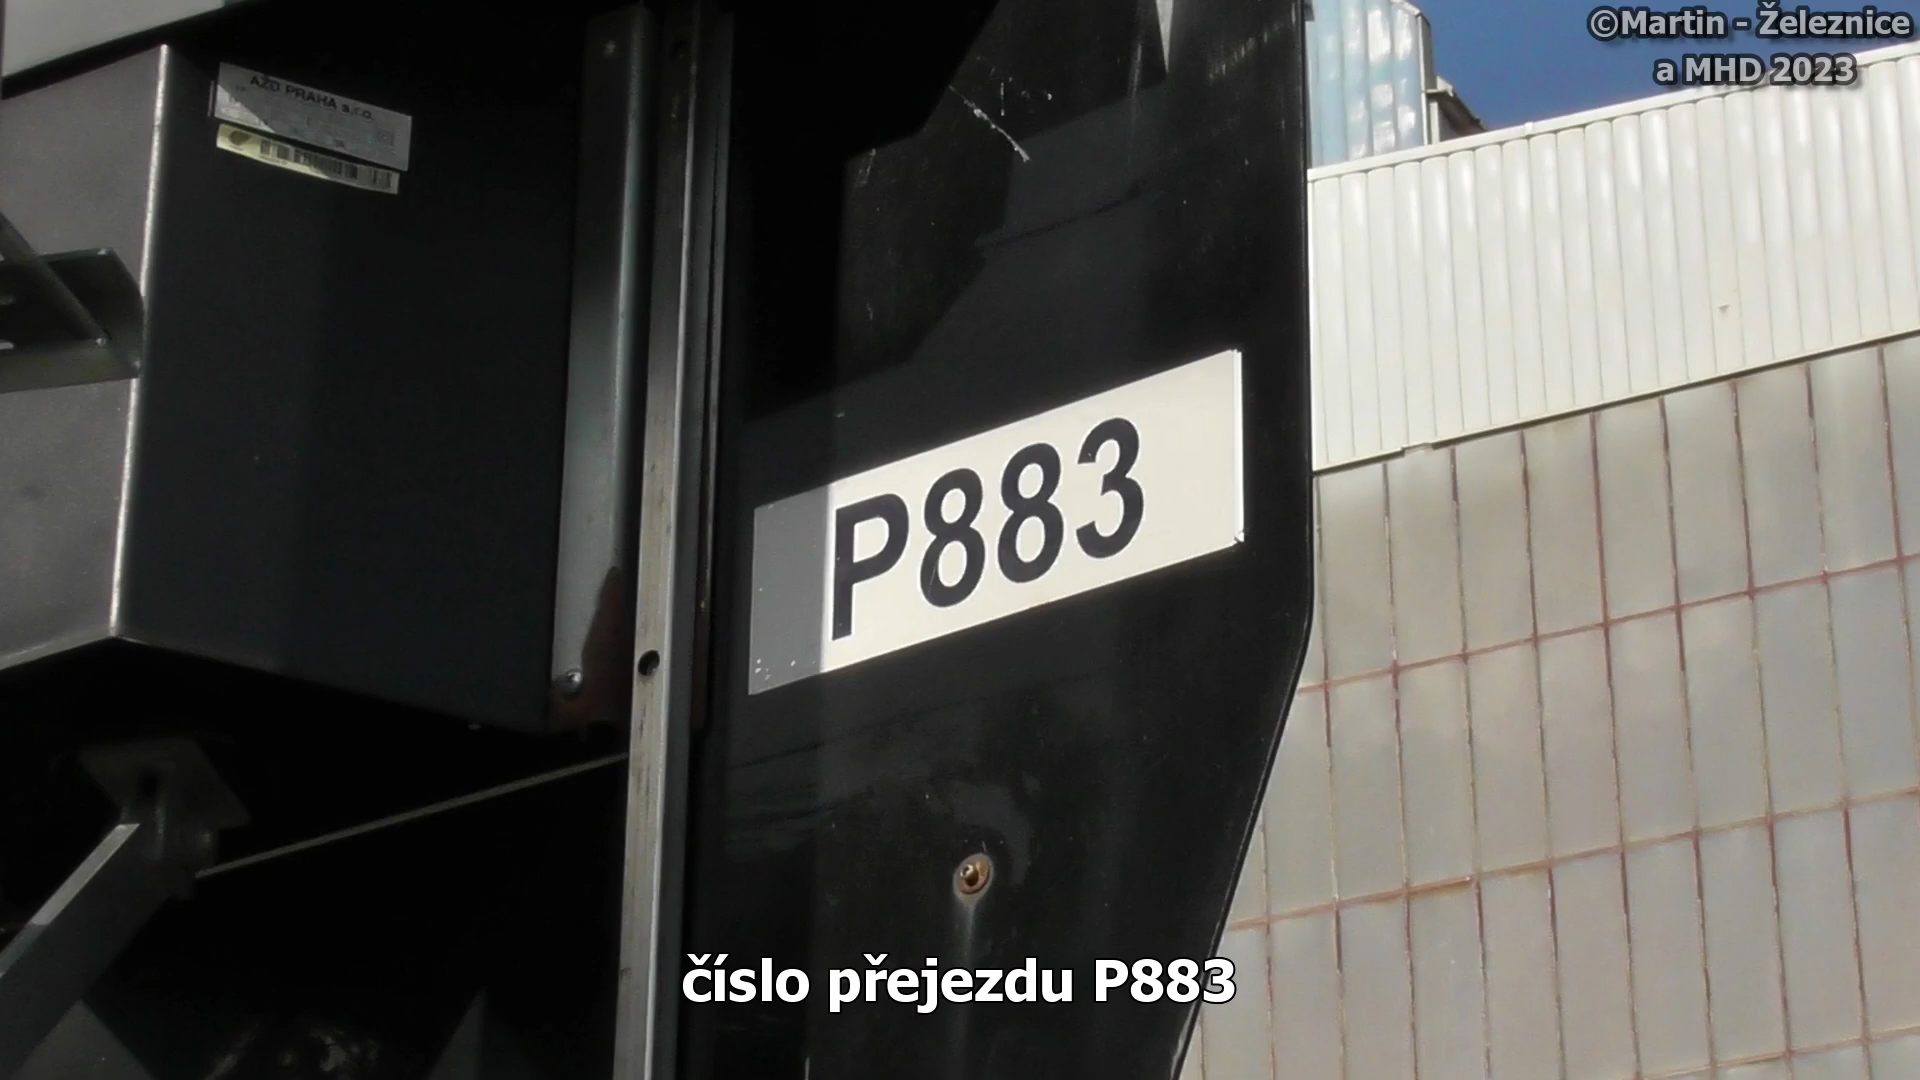 ©Martin - Železnice
a MHD 2023
AŽD PRAHA s.r.o.
P883
číslo přejezdu P883